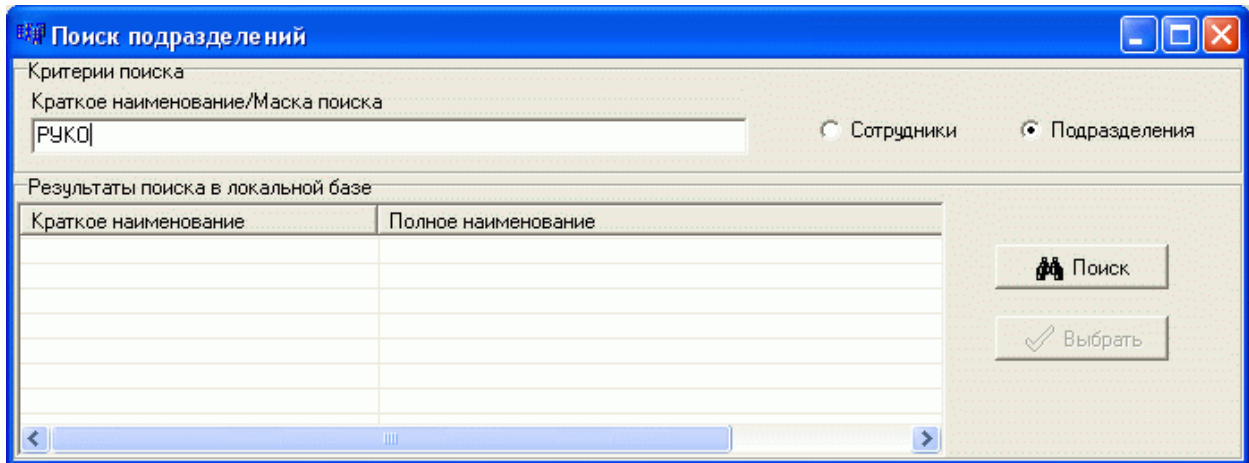 Поиск подразделений
Критерии поиска
Краткое наименование/Маска поиска
РУКО
Сотрудники
Подразделения
Результаты поиска в локальной базе
Краткое наименование Полное наименование
Поиск
Выбрать